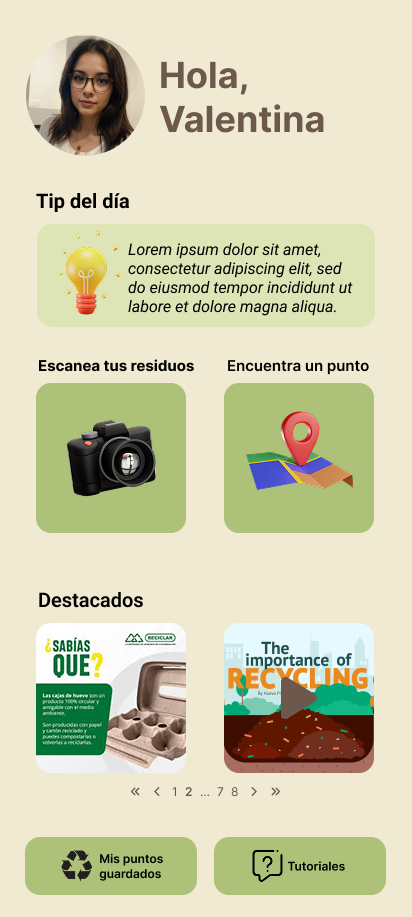 Hola,
Valentina
Tip del día
Lorem ipsum dolor sit amet,
consectetur adipiscing elit, sed
do eiusmod tempor incididunt ut
labore et dolore magna aliqua.
Escanea tus residuos
Encuentra un punto
Destacados
¿SABÍAS
QUE?
RECICLAR
Las cajas de huevo son un
producto 100% circular y
amigable con el medio
ambiente.
Son producidas con papel
y cartón reciclado y
puedes compostarlas o
volverlas a reciclarlas.
The
importance of
RECYCLING
« ‹ 1 2 ... 7 8 › »
Mis puntos
guardados
Tutoriales